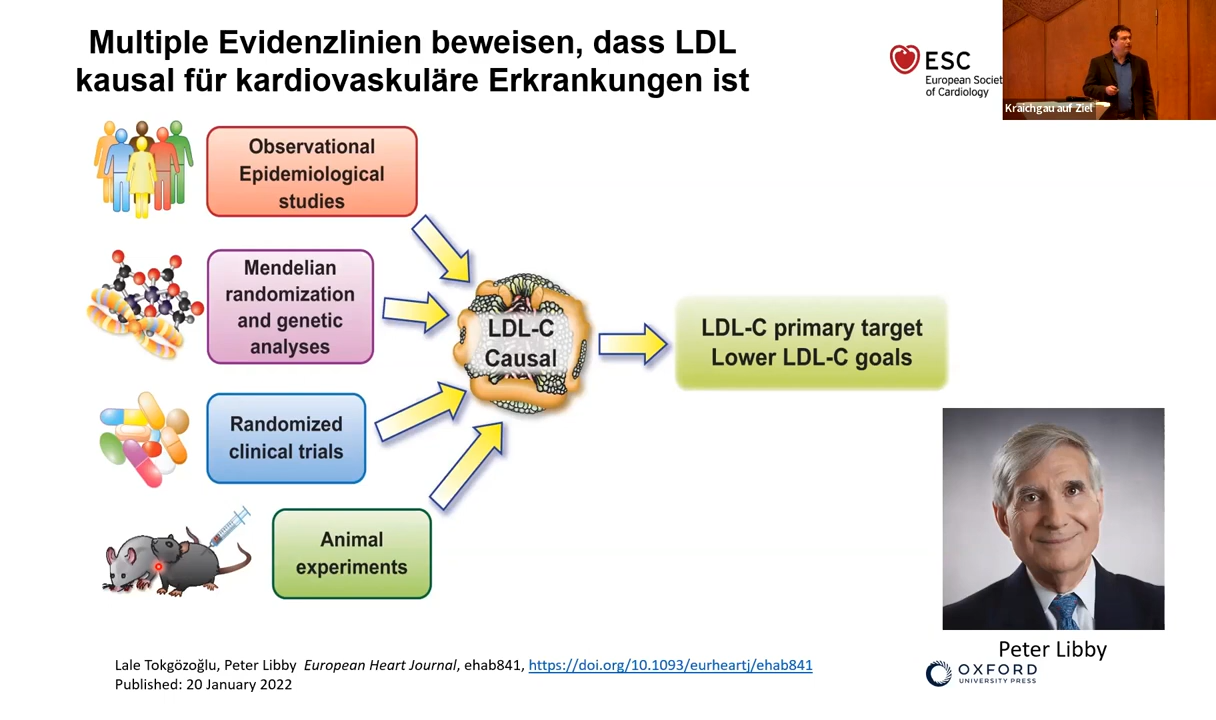 Multiple Evidenzlinien beweisen, dass LDL
kausal für kardiovaskuläre Erkrankungen ist
ESC
European Societ
of Cardiology
Kraichgau auf Ziel
Observational
Epidemiological
studies
Mendelian
randomization
and genetic
analyses
Randomized
clinical trials
Animal
experiments
LDL-C
Causal
LDL-C primary target
Lower LDL-C goals
Peter Libby
Lale Tokgözoğlu, Peter Libby European Heart Journal, ehab841, https://doi.org/10.1093/eurheartj/ehab841
Published: 20 January 2022
OXFORD
UNIVERSITY PRESS